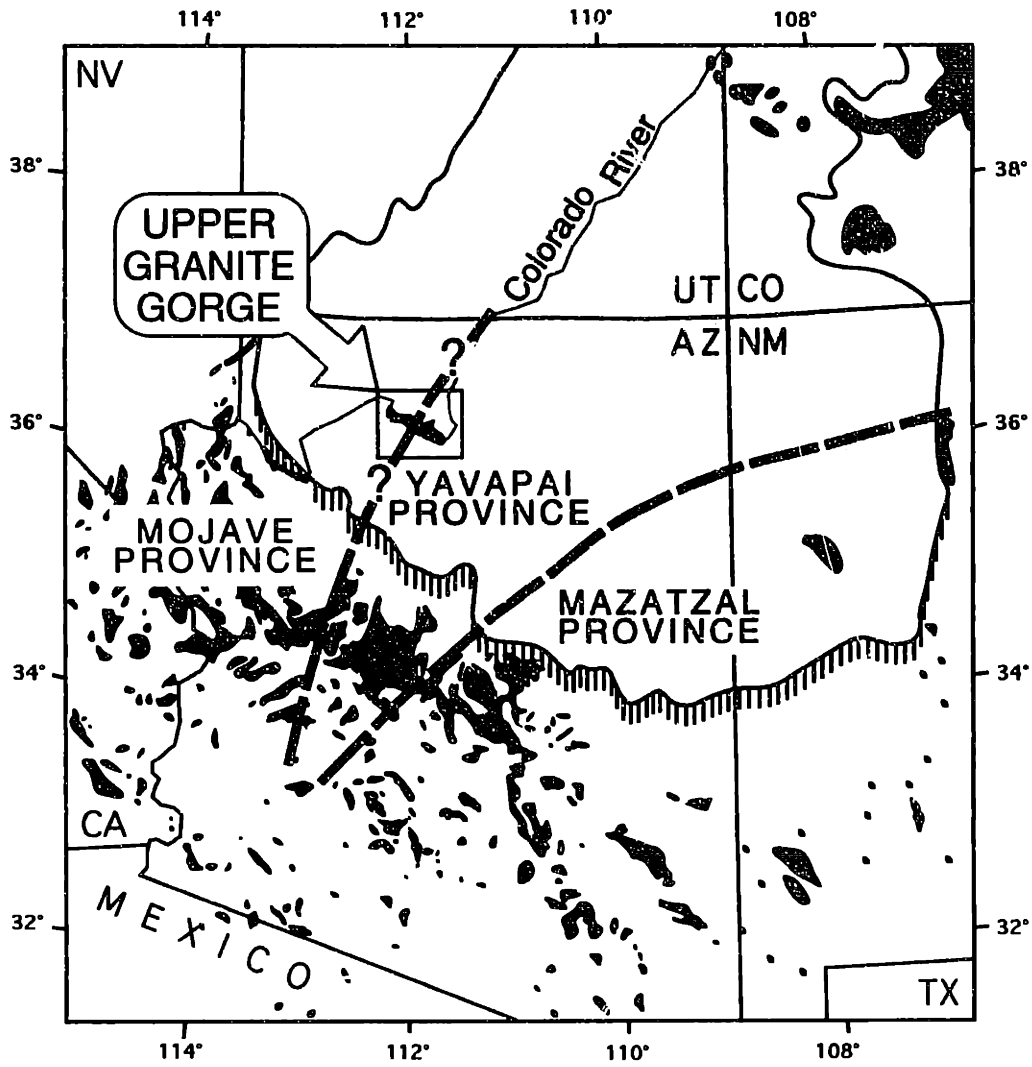 114° 112° 110° 108°
NV
38° 38°
Colorado River
UPPER
GRANITE
GORGE
UT CO
AZ NM
?
36° 36°
?
YAVAPAI
PROVINCE
MOJAVE
PROVINCE
MAZATZAL
PROVINCE
34° 34°
CA
MEXICO
32° 32°
TX
114° 112° 110° 108°